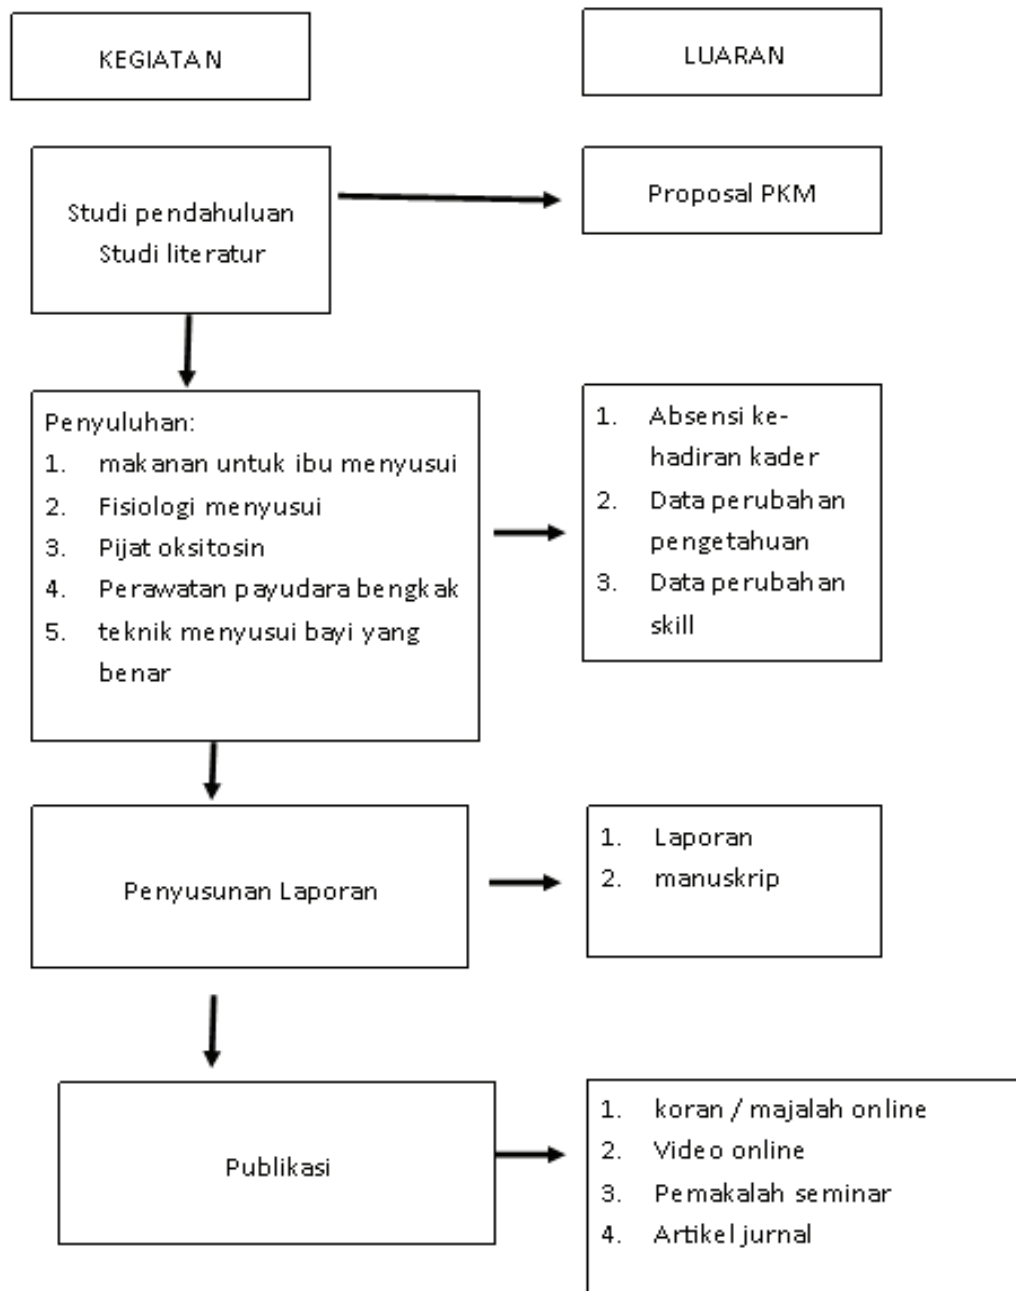 KEGIATAN
LUARAN
Studi pendahuluan
Studi literatur
Proposal PKM
Penyuluhan:
1. makanan untuk ibu menyusui
2. Fisiologi menyusui
3. Pijat oksitosin
4. Perawatan payudara bengkak
5. teknik menyusui bayi yang
benar
1. Absensi ke-
hadiran kader
2. Data perubahan
pengetahuan
3. Data perubahan
skill
Penyusunan Laporan
1. Laporan
2. manuskrip
Publikasi
1. koran / majalah online
2. Video online
3. Pemakalah seminar
4. Artikel jurnal